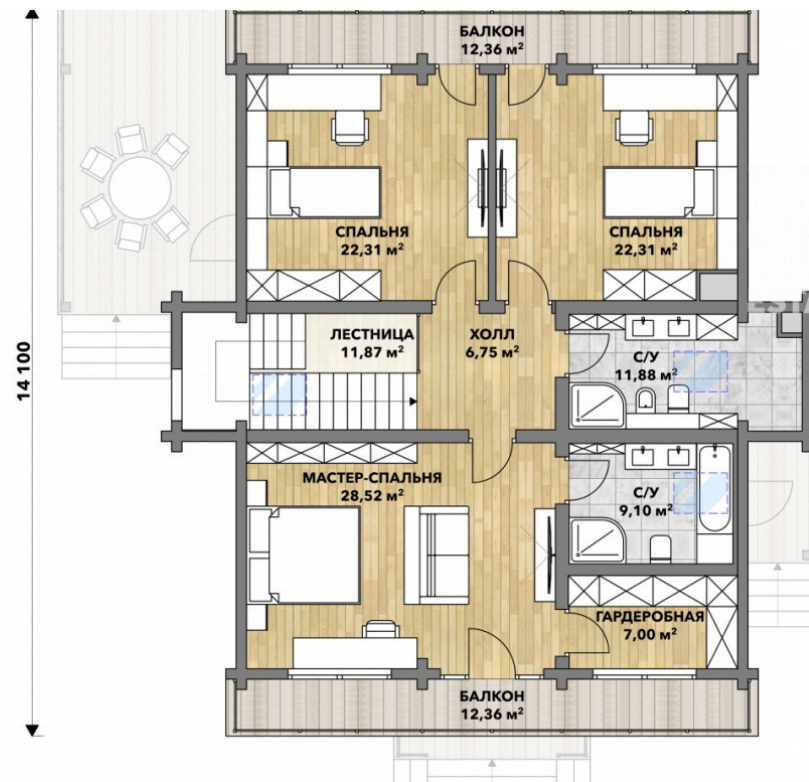 БАЛКОН
12,36 м²
СПАЛЬНЯ
22,31 м²
СПАЛЬНЯ
22,31 м²
14 100
ЛЕСТНИЦА
11,87 м²
ХОЛЛ
6,75 м²
С/У
11,88 м²
МАСТЕР-СПАЛЬНЯ
28,52 м²
С/У
9,10 м²
ГАРДЕРОБНАЯ
7,00 м²
БАЛКОН
12,36 м²